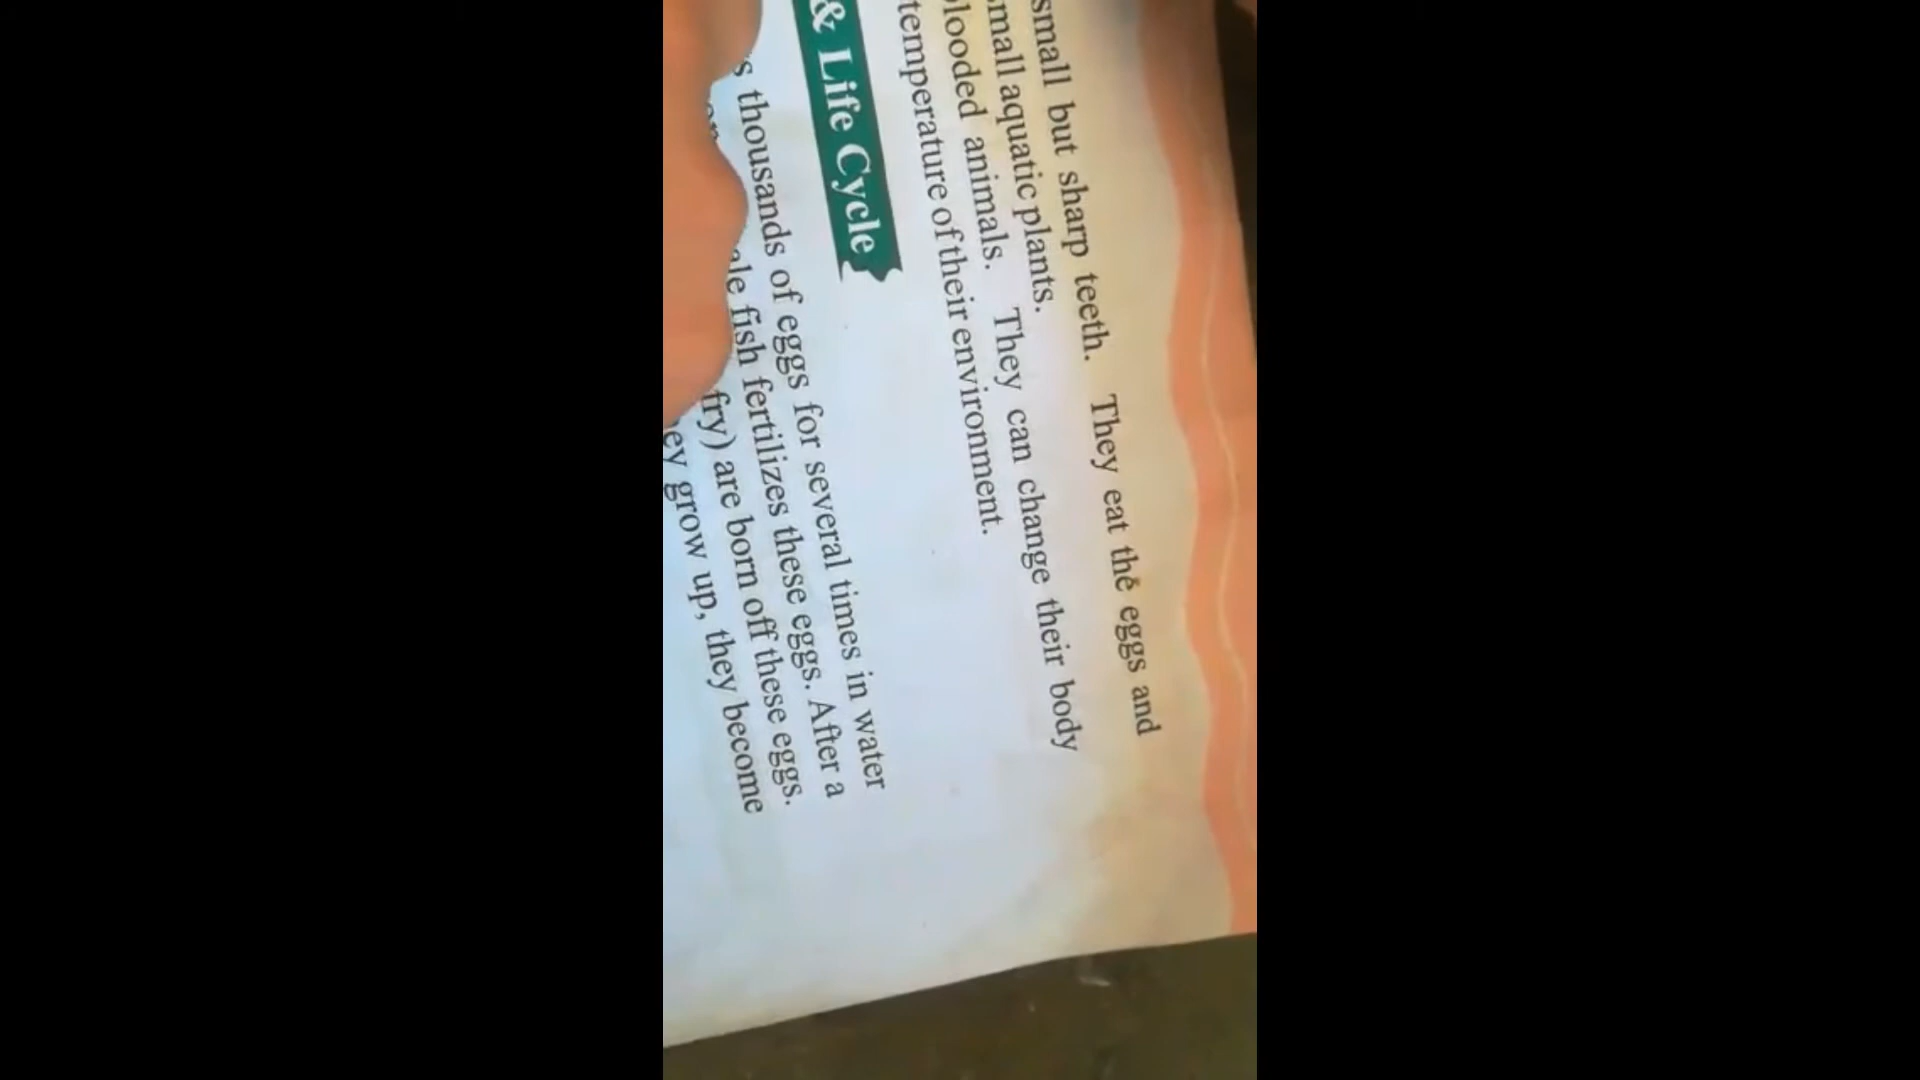 small but sharp teeth. They eat the eggs and
small aquatic plants.
blooded animals. They can change their body
temperature of their environment.
& Life Cycle
thousands of eggs for several times in water
fish fertilizes these eggs. After a
fry) are born off these eggs.
grow up, they become